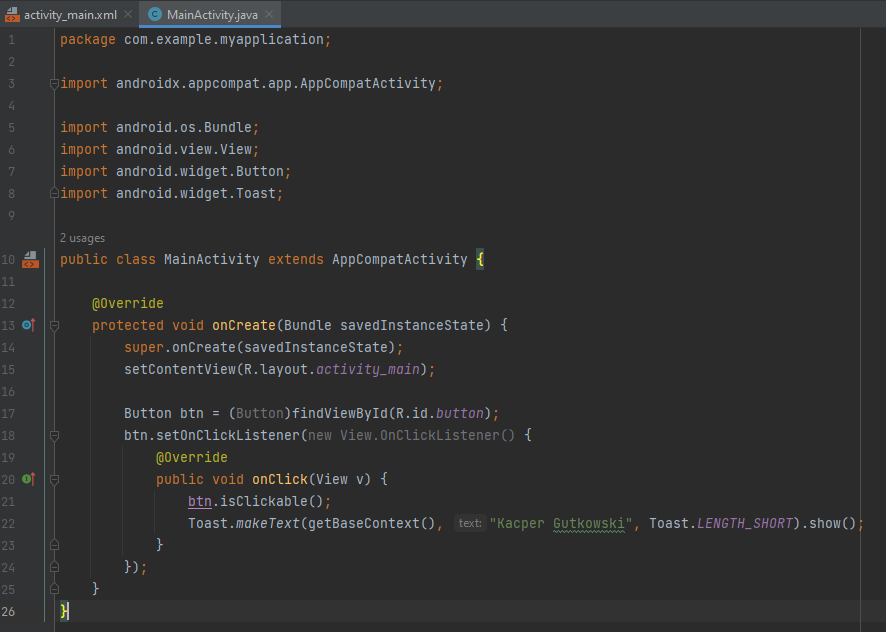 activity_main.xml MainActivity.java
1 package com.example.myapplication;
2
3 import androidx.appcompat.app.AppCompatActivity;
4
5 import android.os.Bundle;
6 import android.view.View;
7 import android.widget.Button;
8 import android.widget.Toast;
9
2 usages
10 public class MainActivity extends AppCompatActivity {
11
12 @Override
13 protected void onCreate(Bundle savedInstanceState) {
14 super.onCreate(savedInstanceState);
15 setContentView(R.layout.activity_main);
16
17 Button btn = (Button)findViewById(R.id.button);
18 btn.setOnClickListener(new View.OnClickListener() {
19 @Override
20 public void onClick(View v) {
21 btn.isClickable();
22 Toast.makeText(getBaseContext(), text: "Kacper Gutkowski", Toast.LENGTH_SHORT).show();
23 }
24 });
25 }
26 }